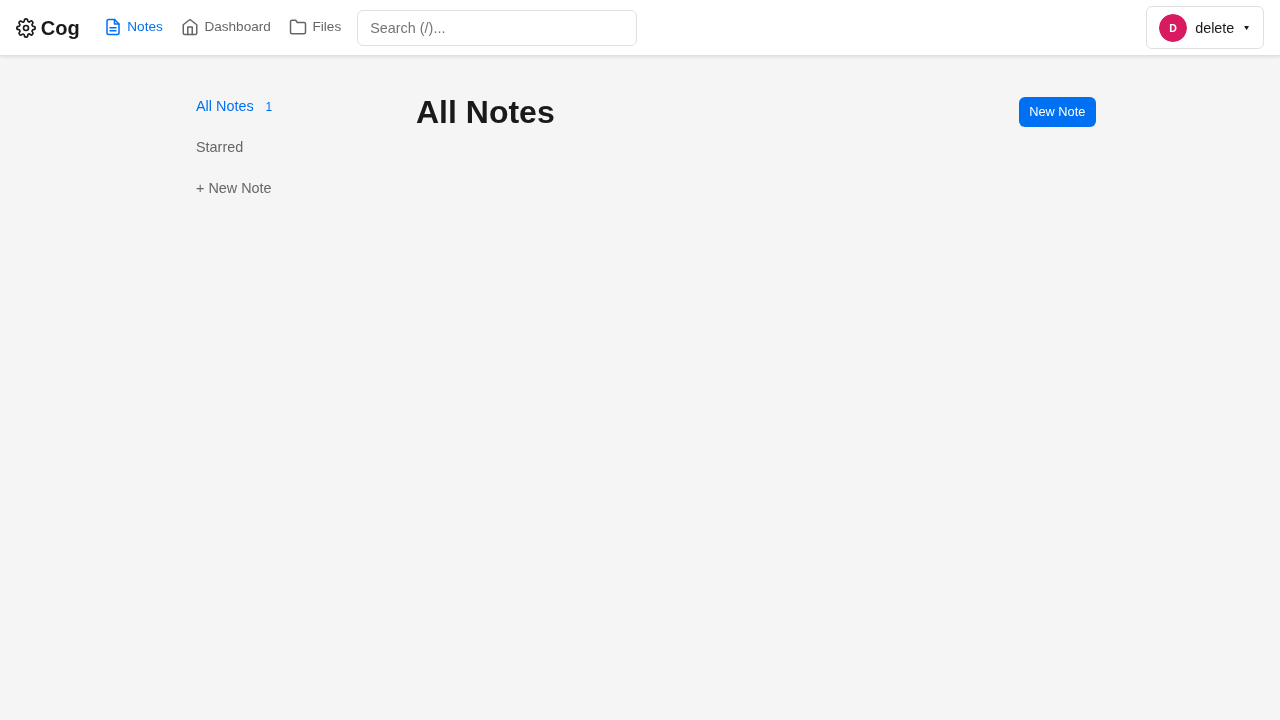 Cog
Notes
Dashboard
Files
Search (/)...
D
delete
All Notes 1
Starred
+ New Note
All Notes
New Note